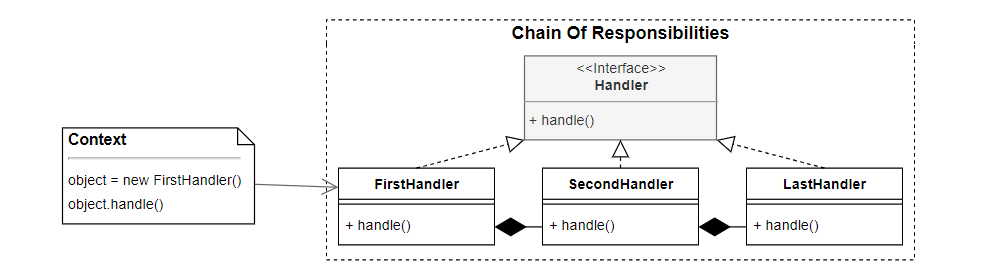 Chain Of Responsibilities
<<Interface>>
Handler
+ handle()
Context
object = new FirstHandler()
object.handle()
FirstHandler
+ handle()
SecondHandler
+ handle()
LastHandler
+ handle()